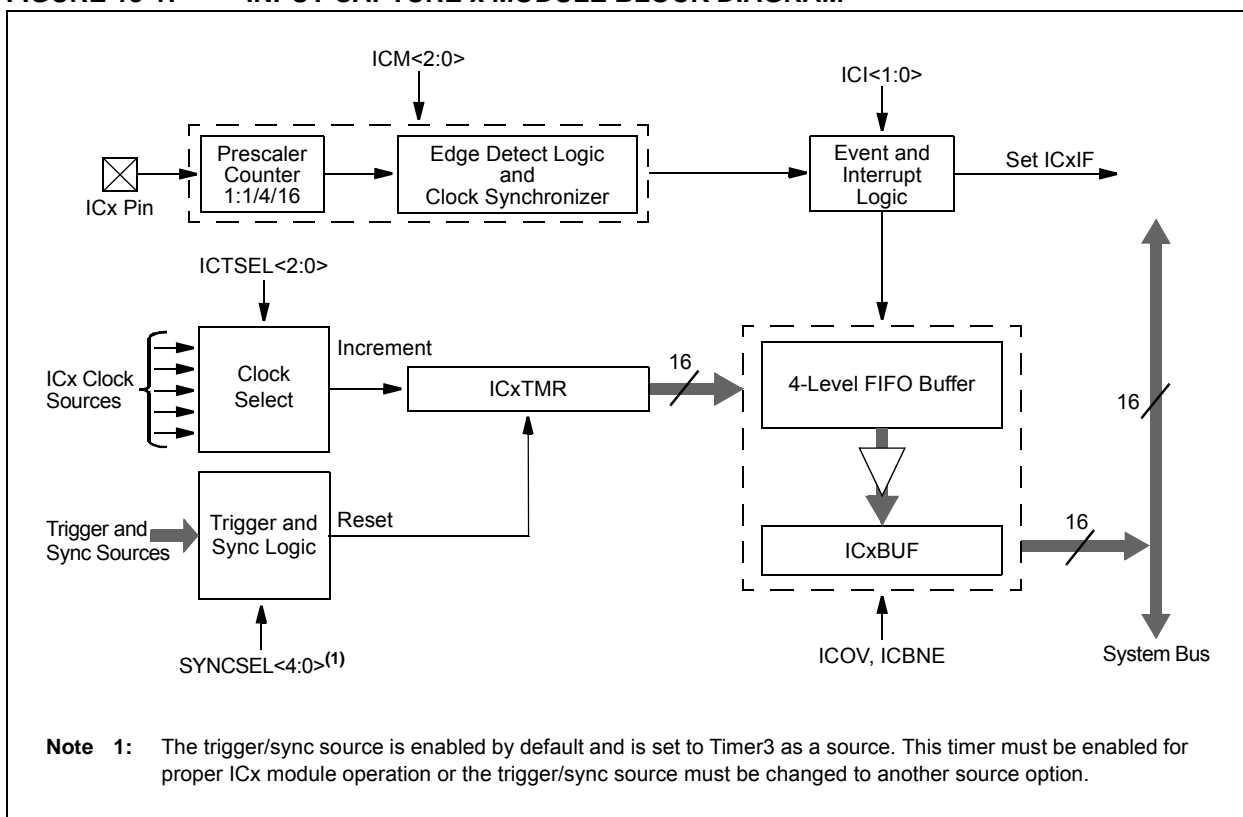 ICM<2:0>
ICI<1:0>
Prescaler
Counter
1:1/4/16
Edge Detect Logic
and
Clock Synchronizer
Event and
Interrupt
Logic
Set ICxIF
ICx Pin
ICTSEL<2:0>
ICx Clock
Sources
Clock
Select
Increment
ICxTMR
16
4-Level FIFO Buffer
16
Trigger and
Sync Sources
Trigger and
Sync Logic
Reset
ICxBUF
16
SYNCSEL<4:0>(1)
ICOV, ICBNE
System Bus
Note 1: The trigger/sync source is enabled by default and is set to Timer3 as a source. This timer must be enabled for
proper ICx module operation or the trigger/sync source must be changed to another source option.